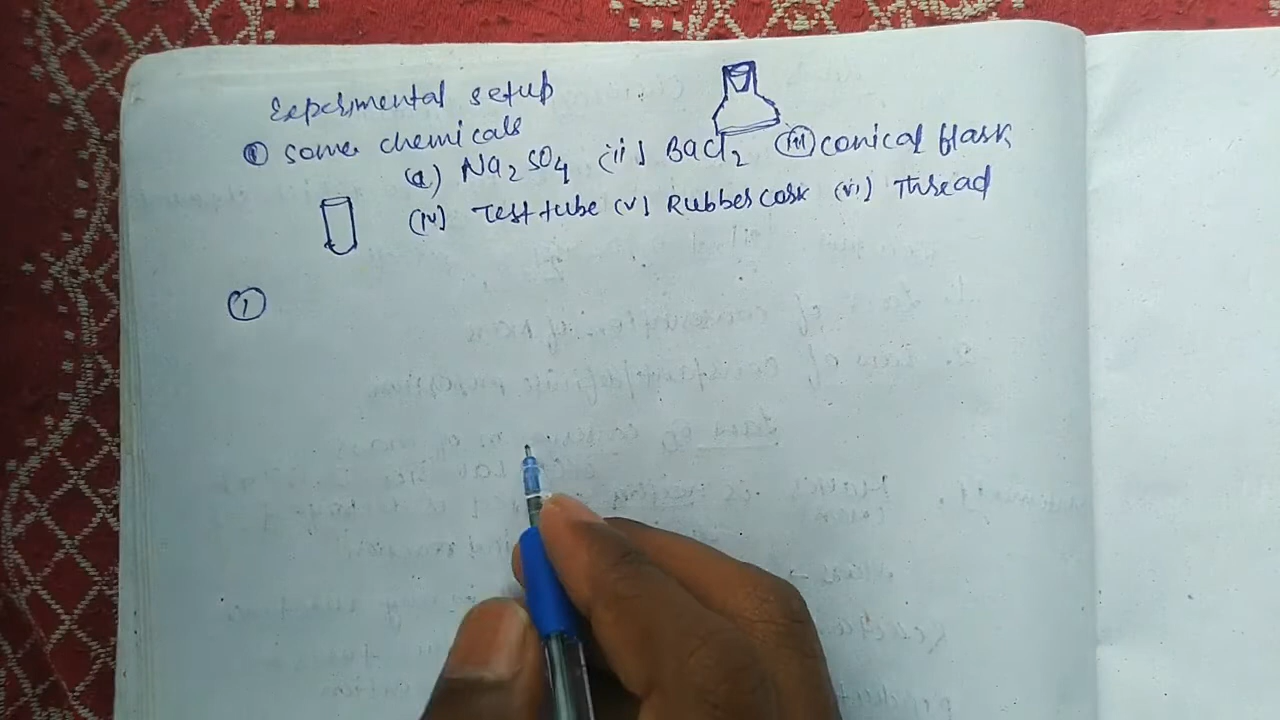 Experimental setup
① some chemicals
(a) Na2SO4 (ii) BaCl2 (iii) conical flask
(iv) Test tube (v) Rubber cork (vi) Thread
①